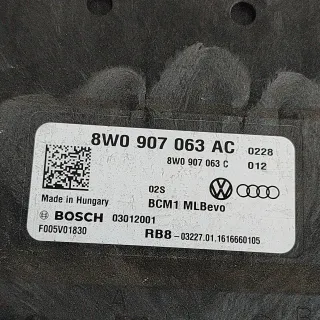 8W0 907 063 AC 0228
8W0 907 063 C 012
02S
Made in Hungary BCM1 MLBevo
BOSCH 03012001
F005V01830 RB8-03227.01.1616660105